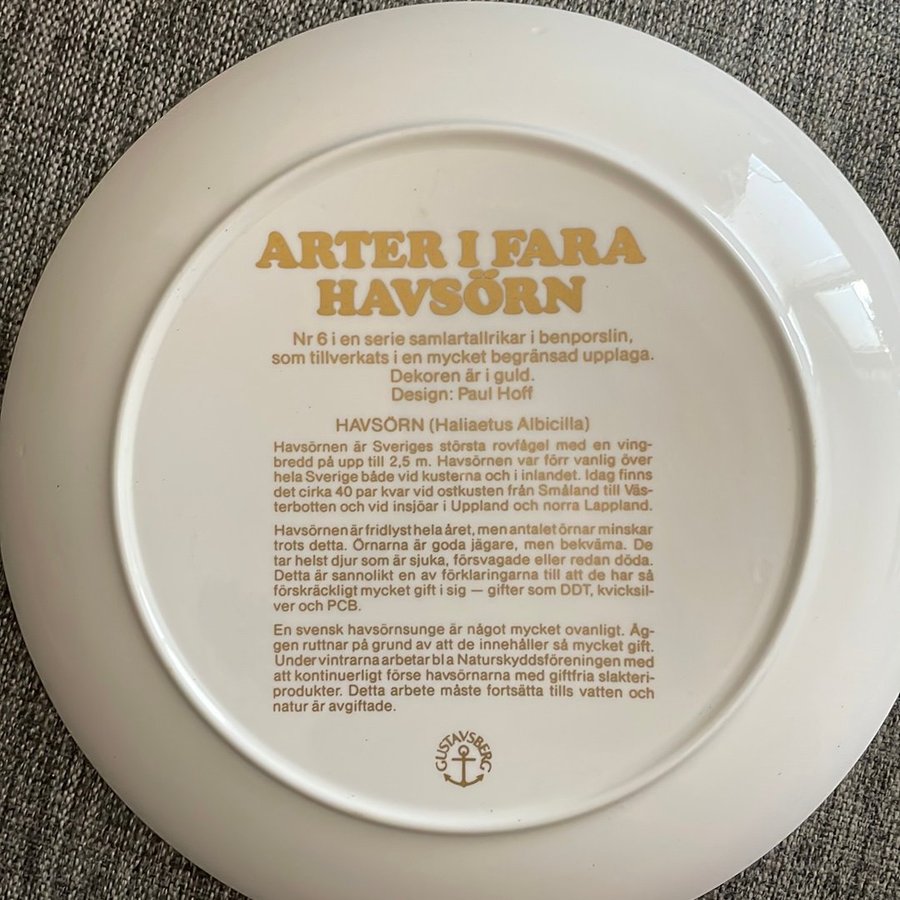 ARTER I FARA
HAVSÖRN
Nr 6 i en serie samlartallrikar i benporslin,
som tillverkats i en mycket begränsad upplaga.
Dekoren är i guld.
Design: Paul Hoff
HAVSÖRN (Haliaetus Albicilla)
Havsörnen är Sveriges största rovfågel med en ving-
bredd på upp till 2,5 m. Havsörnen var förr vanlig över
hela Sverige både vid kusterna och i inlandet. Idag finns
det cirka 40 par kvar vid ostkusten från Småland till Väs-
terbotten och vid insjöar i Uppland och norra Lappland.
Havsörnen är fridlyst hela året, men antalet örnar minskar
trots detta. Örnarna är goda jägare, men bekväma. De
tar helst djur som är sjuka, försvagade eller redan döda.
Detta är sannolikt en av förklaringarna till att de har så
förskräckligt mycket gift i sig — gifter som DDT, kvicksil-
ver och PCB.
En svensk havsörnsunge är något mycket ovanligt. Äg-
gen ruttnar på grund av att de innehåller så mycket gift.
Under vintrarna arbetar bl a Naturskyddsföreningen med
att kontinuerligt förse havsörnarna med giftfria slakteri-
produkter. Detta arbete måste fortsätta tills vatten och
natur är avgiftade.
GUSTAVSBERG